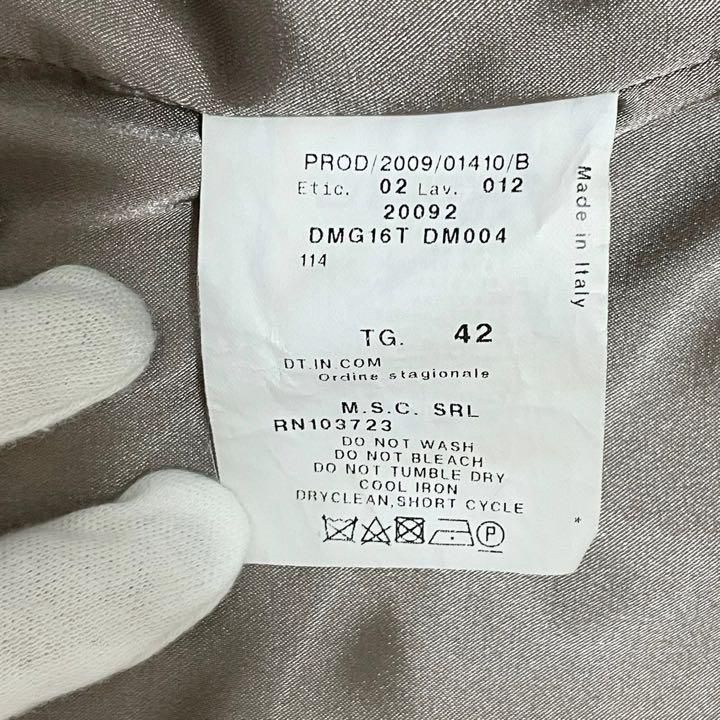 PROD/2009/01410/B
Etic. 02 Lav. 012
20092
DMG16T DM004
114
TG. 42
DT.IN.COM
Ordine stagionale
M.S.C. SRL
RN103723
DO NOT WASH
DO NOT BLEACH
DO NOT TUMBLE DRY
COOL IRON
DRYCLEAN,SHORT CYCLE
*
P
Made in Italy